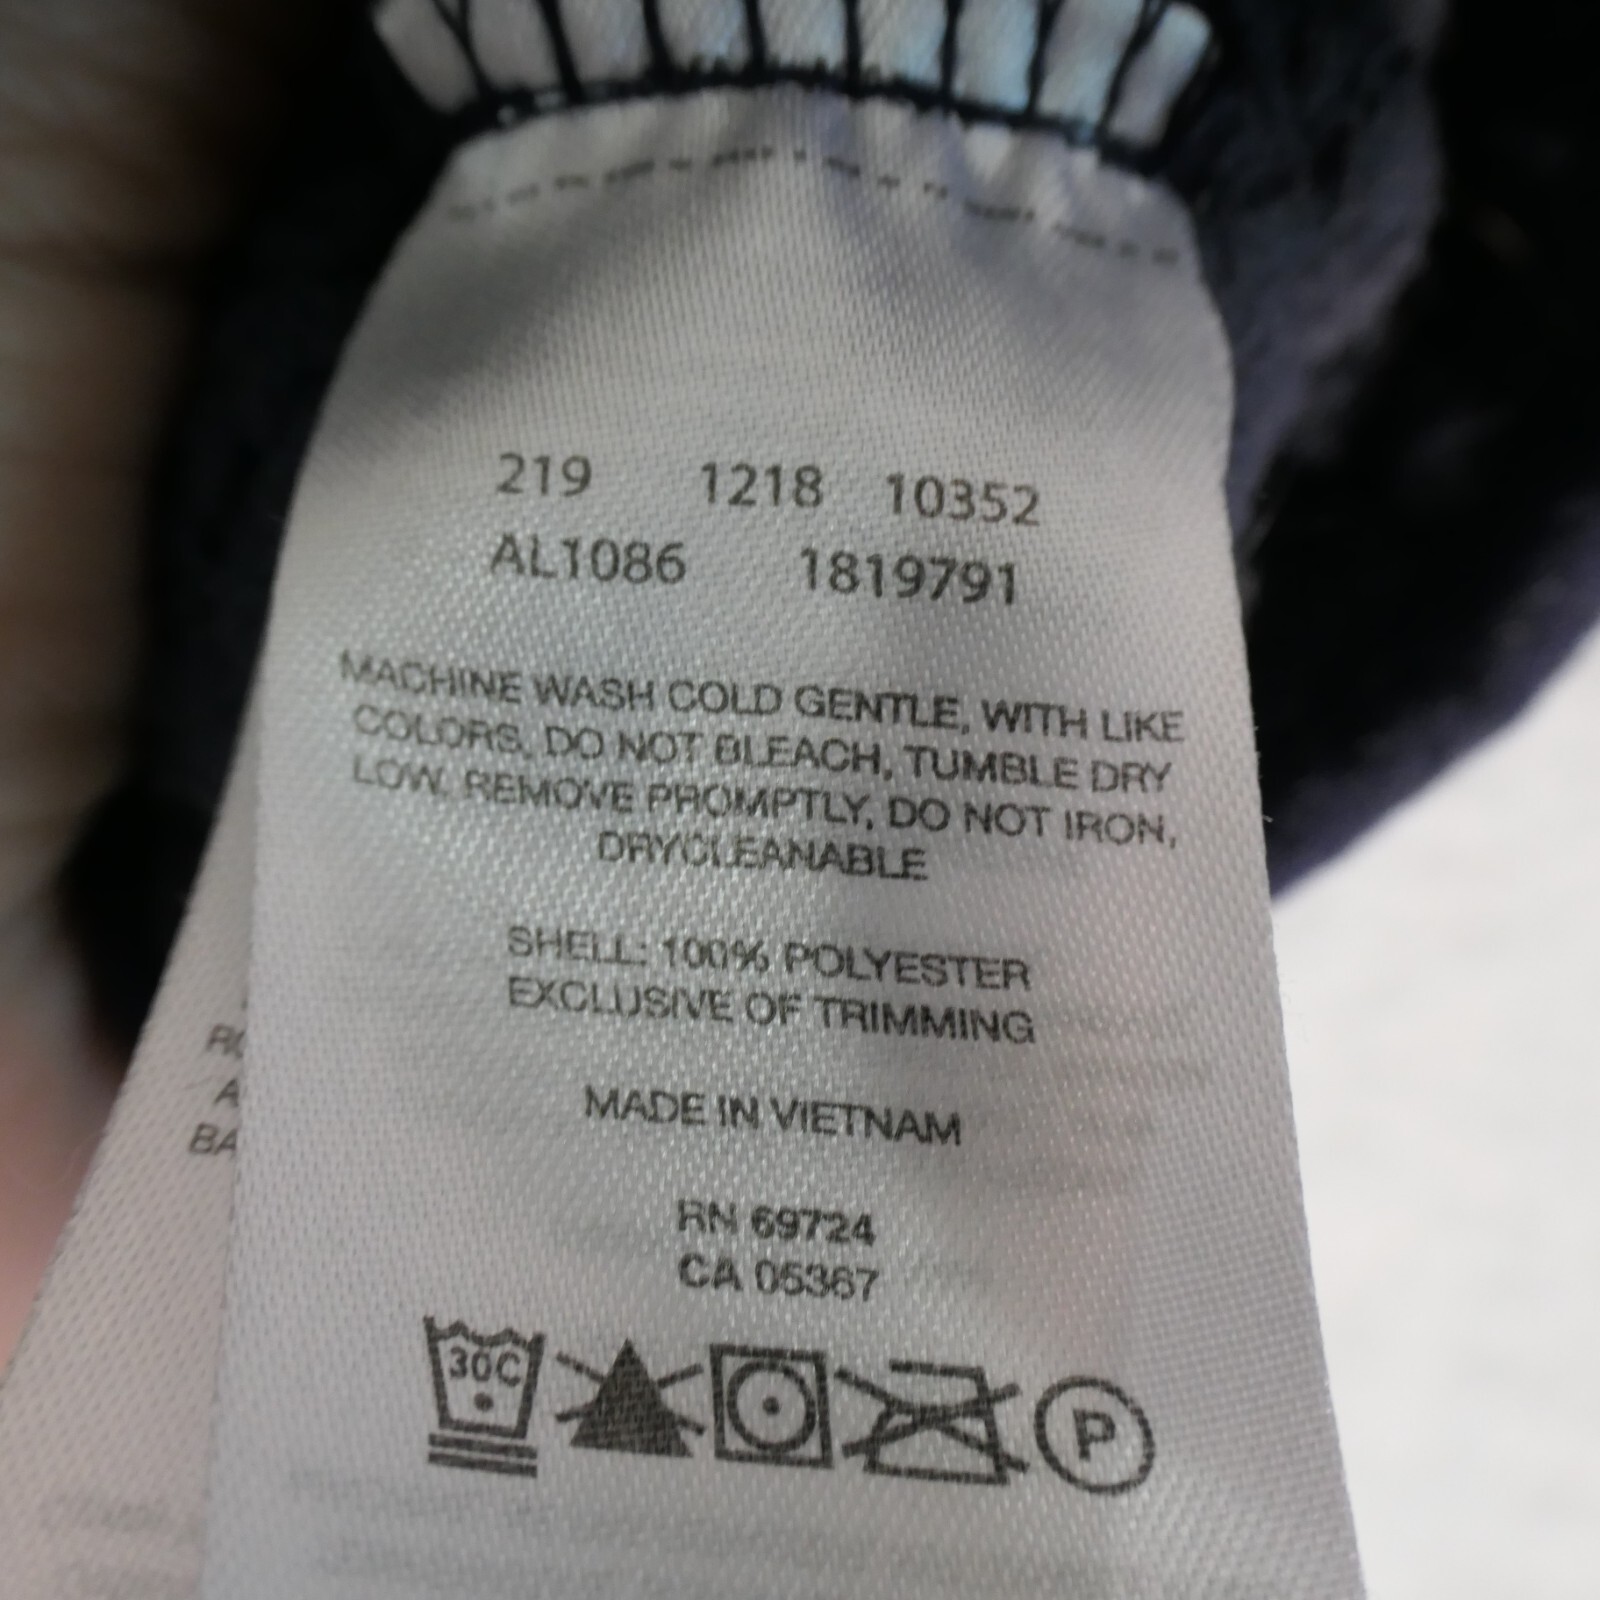 219 1218 10352
AL1086 1819791
MACHINE WASH COLD GENTLE, WITH LIKE
COLORS, DO NOT BLEACH, TUMBLE DRY
LOW, REMOVE PROMPTLY, DO NOT IRON,
DRYCLEANABLE
SHELL: 100% POLYESTER
EXCLUSIVE OF TRIMMING
MADE IN VIETNAM
RN 69724
CA 05367
30C
P